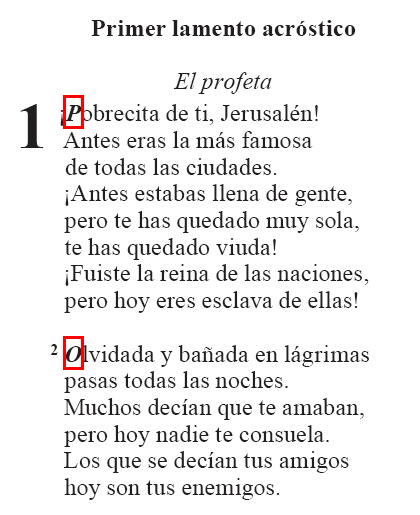 Primer lamento acróstico
El profeta
1 ¡Pobrecita de ti, Jerusalén!
Antes eras la más famosa
de todas las ciudades.
¡Antes estabas llena de gente,
pero te has quedado muy sola,
te has quedado viuda!
¡Fuiste la reina de las naciones,
pero hoy eres esclava de ellas!
2 Olvidada y bañada en lágrimas
pasas todas las noches.
Muchos decían que te amaban,
pero hoy nadie te consuela.
Los que se decían tus amigos
hoy son tus enemigos.